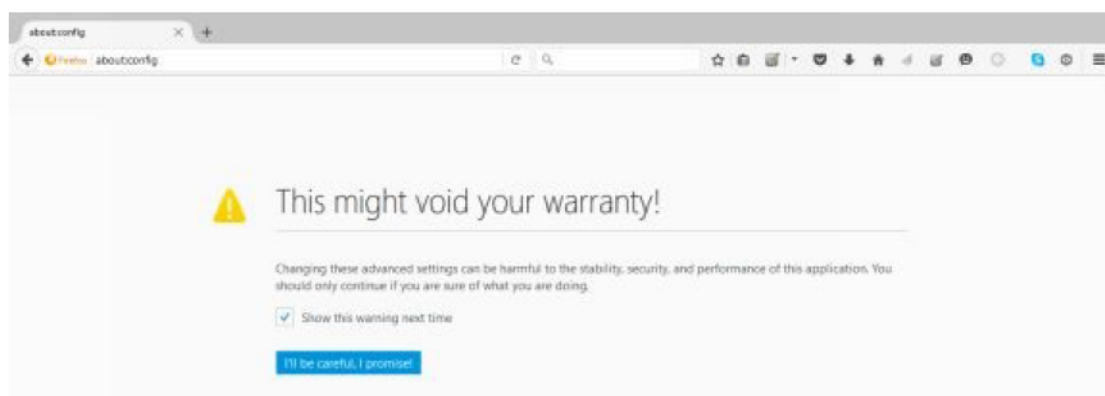 about:config
Firefox about:config
This might void your warranty!
Changing these advanced settings can be harmful to the stability, security, and performance of this application. You
should only continue if you are sure of what you are doing.
Show this warning next time
I'll be careful, I promise!